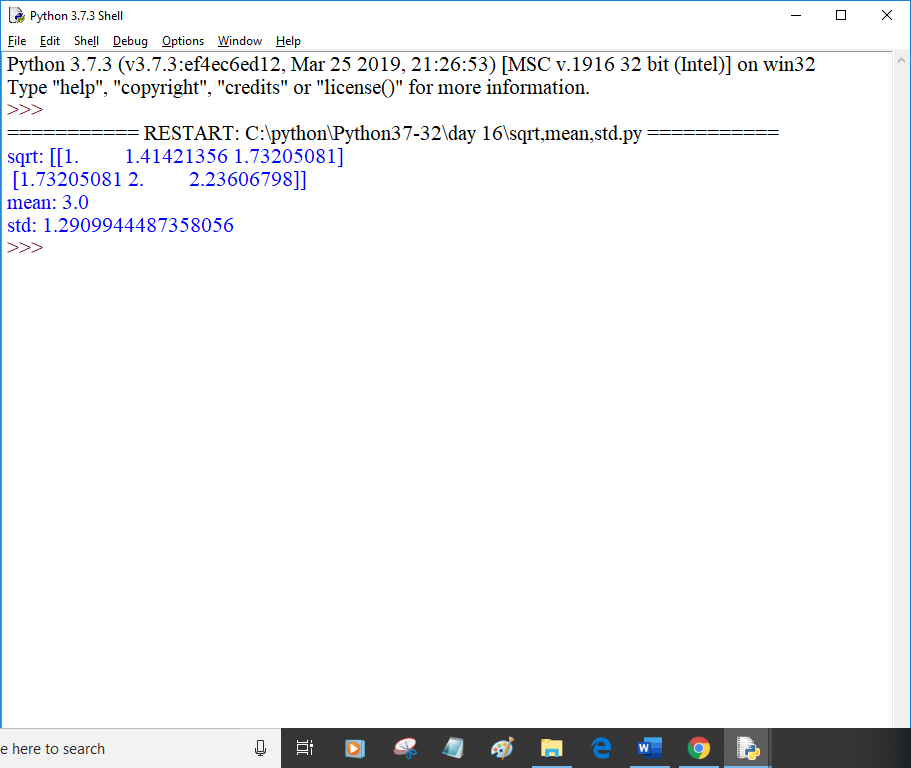 Python 3.7.3 Shell
File Edit Shell Debug Options Window Help
Python 3.7.3 (v3.7.3:ef4ec6ed12, Mar 25 2019, 21:26:53) [MSC v.1916 32 bit (Intel)] on win32
Type "help", "copyright", "credits" or "license()" for more information.
>>>
=========== RESTART: C:\python\Python37-32\day 16\sqrt,mean,std.py ===========
sqrt: [[1.         1.41421356 1.73205081]
 [1.73205081 2.         2.23606798]]
mean: 3.0
std: 1.2909944487358056
>>>
e here to search